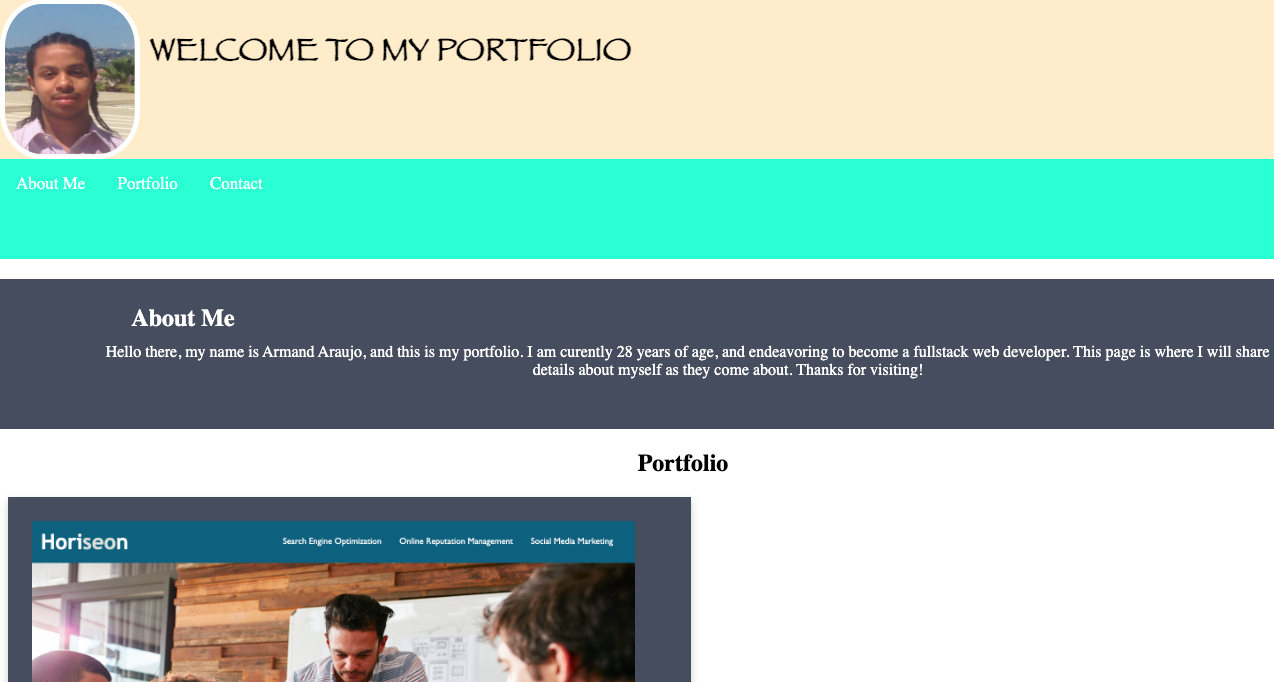 WELCOME TO MY PORTFOLIO
About Me Portfolio Contact
About Me
Hello there, my name is Armand Araujo, and this is my portfolio. I am curently 28 years of age, and endeavoring to become a fullstack web developer. This page is where I will share
details about myself as they come about. Thanks for visiting!
Portfolio
Horiseon Search Engine Optimization Online Reputation Management Social Media Marketing